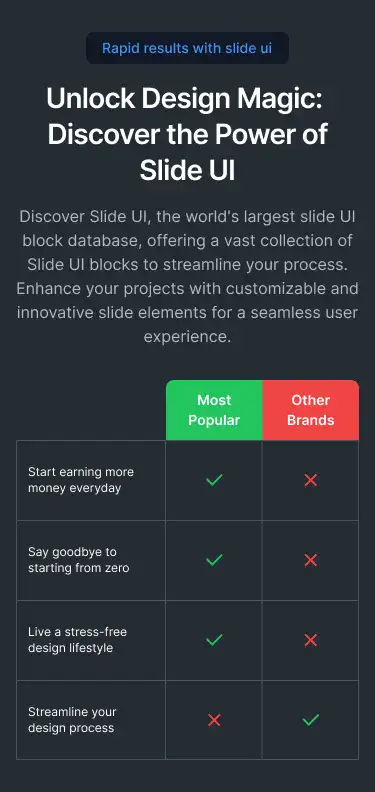 Rapid results with slide ui
Unlock Design Magic:
Discover the Power of
Slide UI
Discover Slide UI, the world's largest slide UI
block database, offering a vast collection of
Slide UI blocks to streamline your process.
Enhance your projects with customizable and
innovative slide elements for a seamless user
experience.
Most
Popular
Other
Brands
Start earning more
money everyday
Say goodbye to
starting from zero
Live a stress-free
design lifestyle
Streamline your
design process